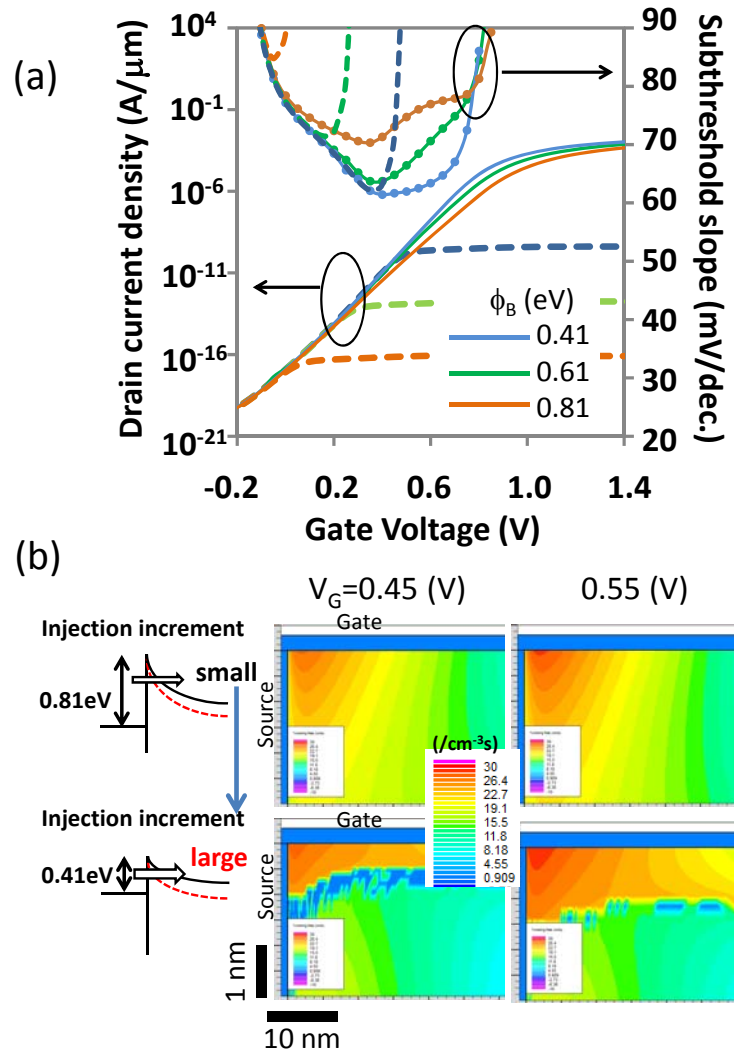 (a)
Drain current density (A/μm)
10⁴
10⁻¹
10⁻⁶
10⁻¹¹
10⁻¹⁶
10⁻²¹
90
80
70
60
50
40
30
20
Subthreshold slope (mV/dec.)
ϕ_B (eV)
0.41
0.61
0.81
-0.2 0.2 0.6 1.0 1.4
Gate Voltage (V)
(b)
V_G=0.45 (V) 0.55 (V)
Injection increment
small
0.81eV
Gate
Source
(/cm⁻³s)
30
26.4
22.7
19.1
15.5
11.8
8.18
4.55
0.909
Injection increment
large
0.41eV
Gate
Source
1 nm
10 nm